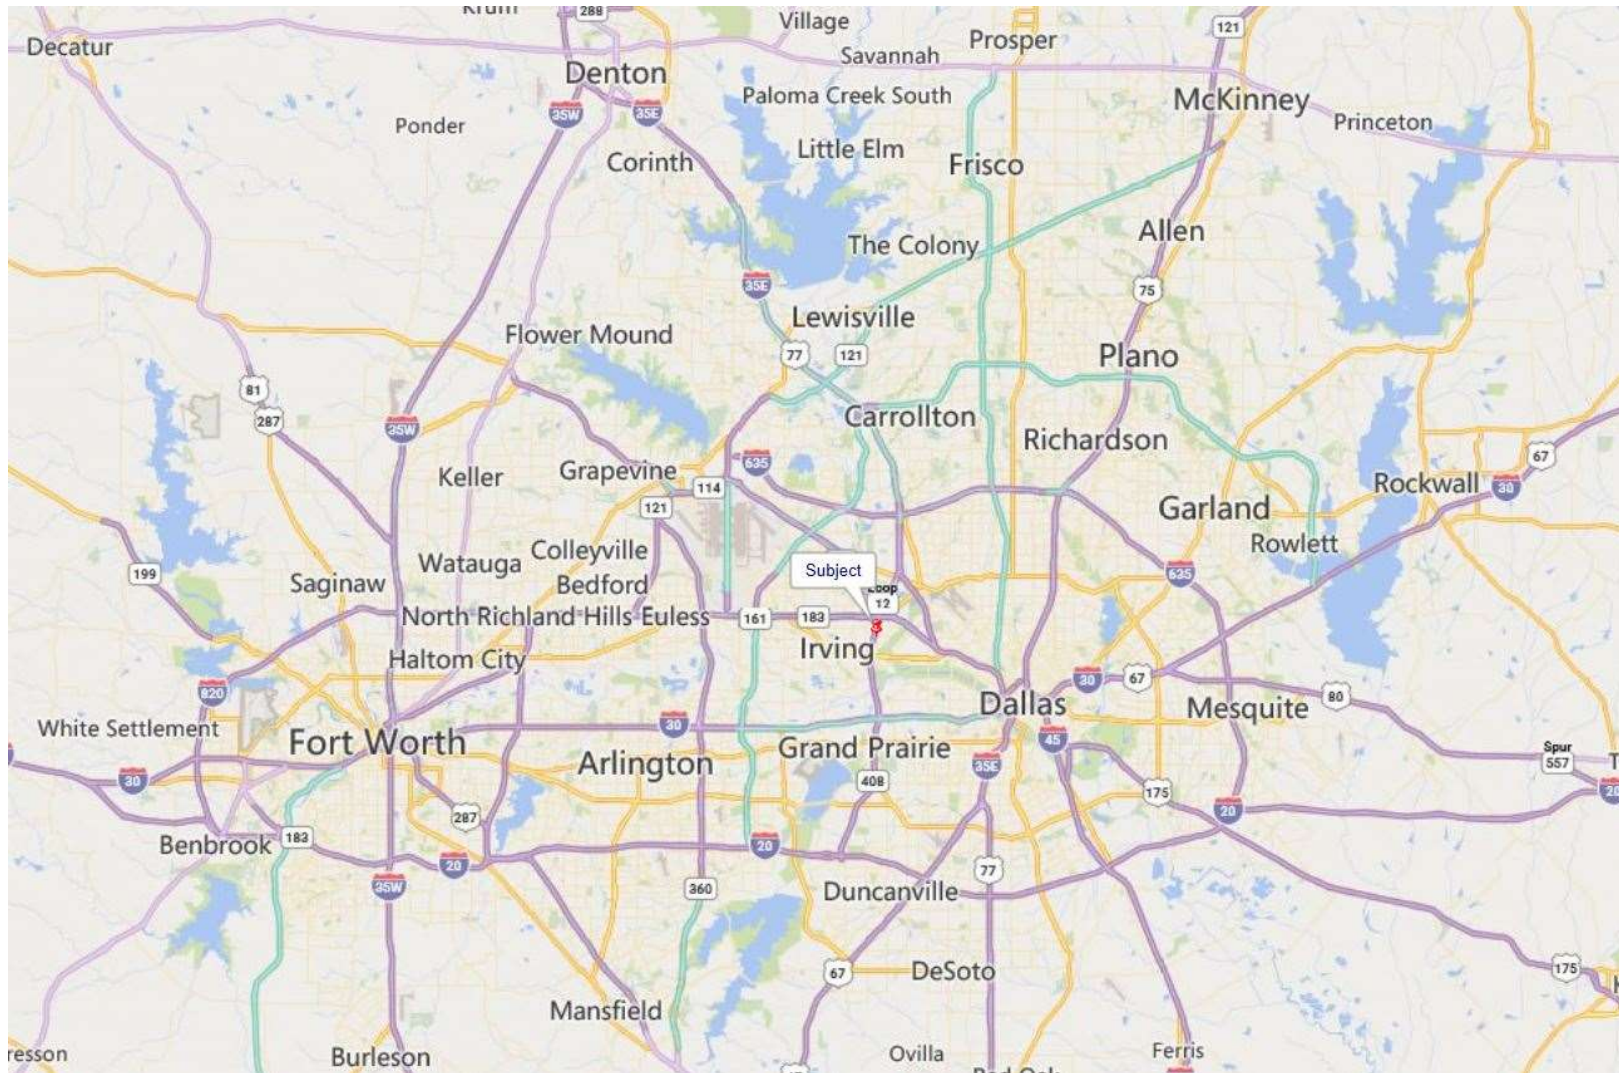 Krum
288
Village
121
Decatur
Savannah
Prosper
Denton
Paloma Creek South
McKinney
35W
35E
Ponder
Princeton
Corinth
Little Elm
Frisco
Allen
The Colony
35E
75
Lewisville
Flower Mound
77
121
Plano
81
287
35W
Carrollton
Richardson
67
Keller
Grapevine
635
114
Rockwall
30
121
Garland
Colleyville
Rowlett
Watauga
199
Saginaw
Bedford
Subject
635
Loop
12
North Richland Hills
Euless
161
183
Irving
Haltom City
820
30
67
80
Dallas
Mesquite
White Settlement
30
Fort Worth
45
Grand Prairie
Spur
557
T
Arlington
35E
30
408
175
20
287
20
Benbrook
183
20
20
35W
360
77
Duncanville
67
DeSoto
175
Mansfield
resson
Burleson
Ovilla
Ferris
Red Oak